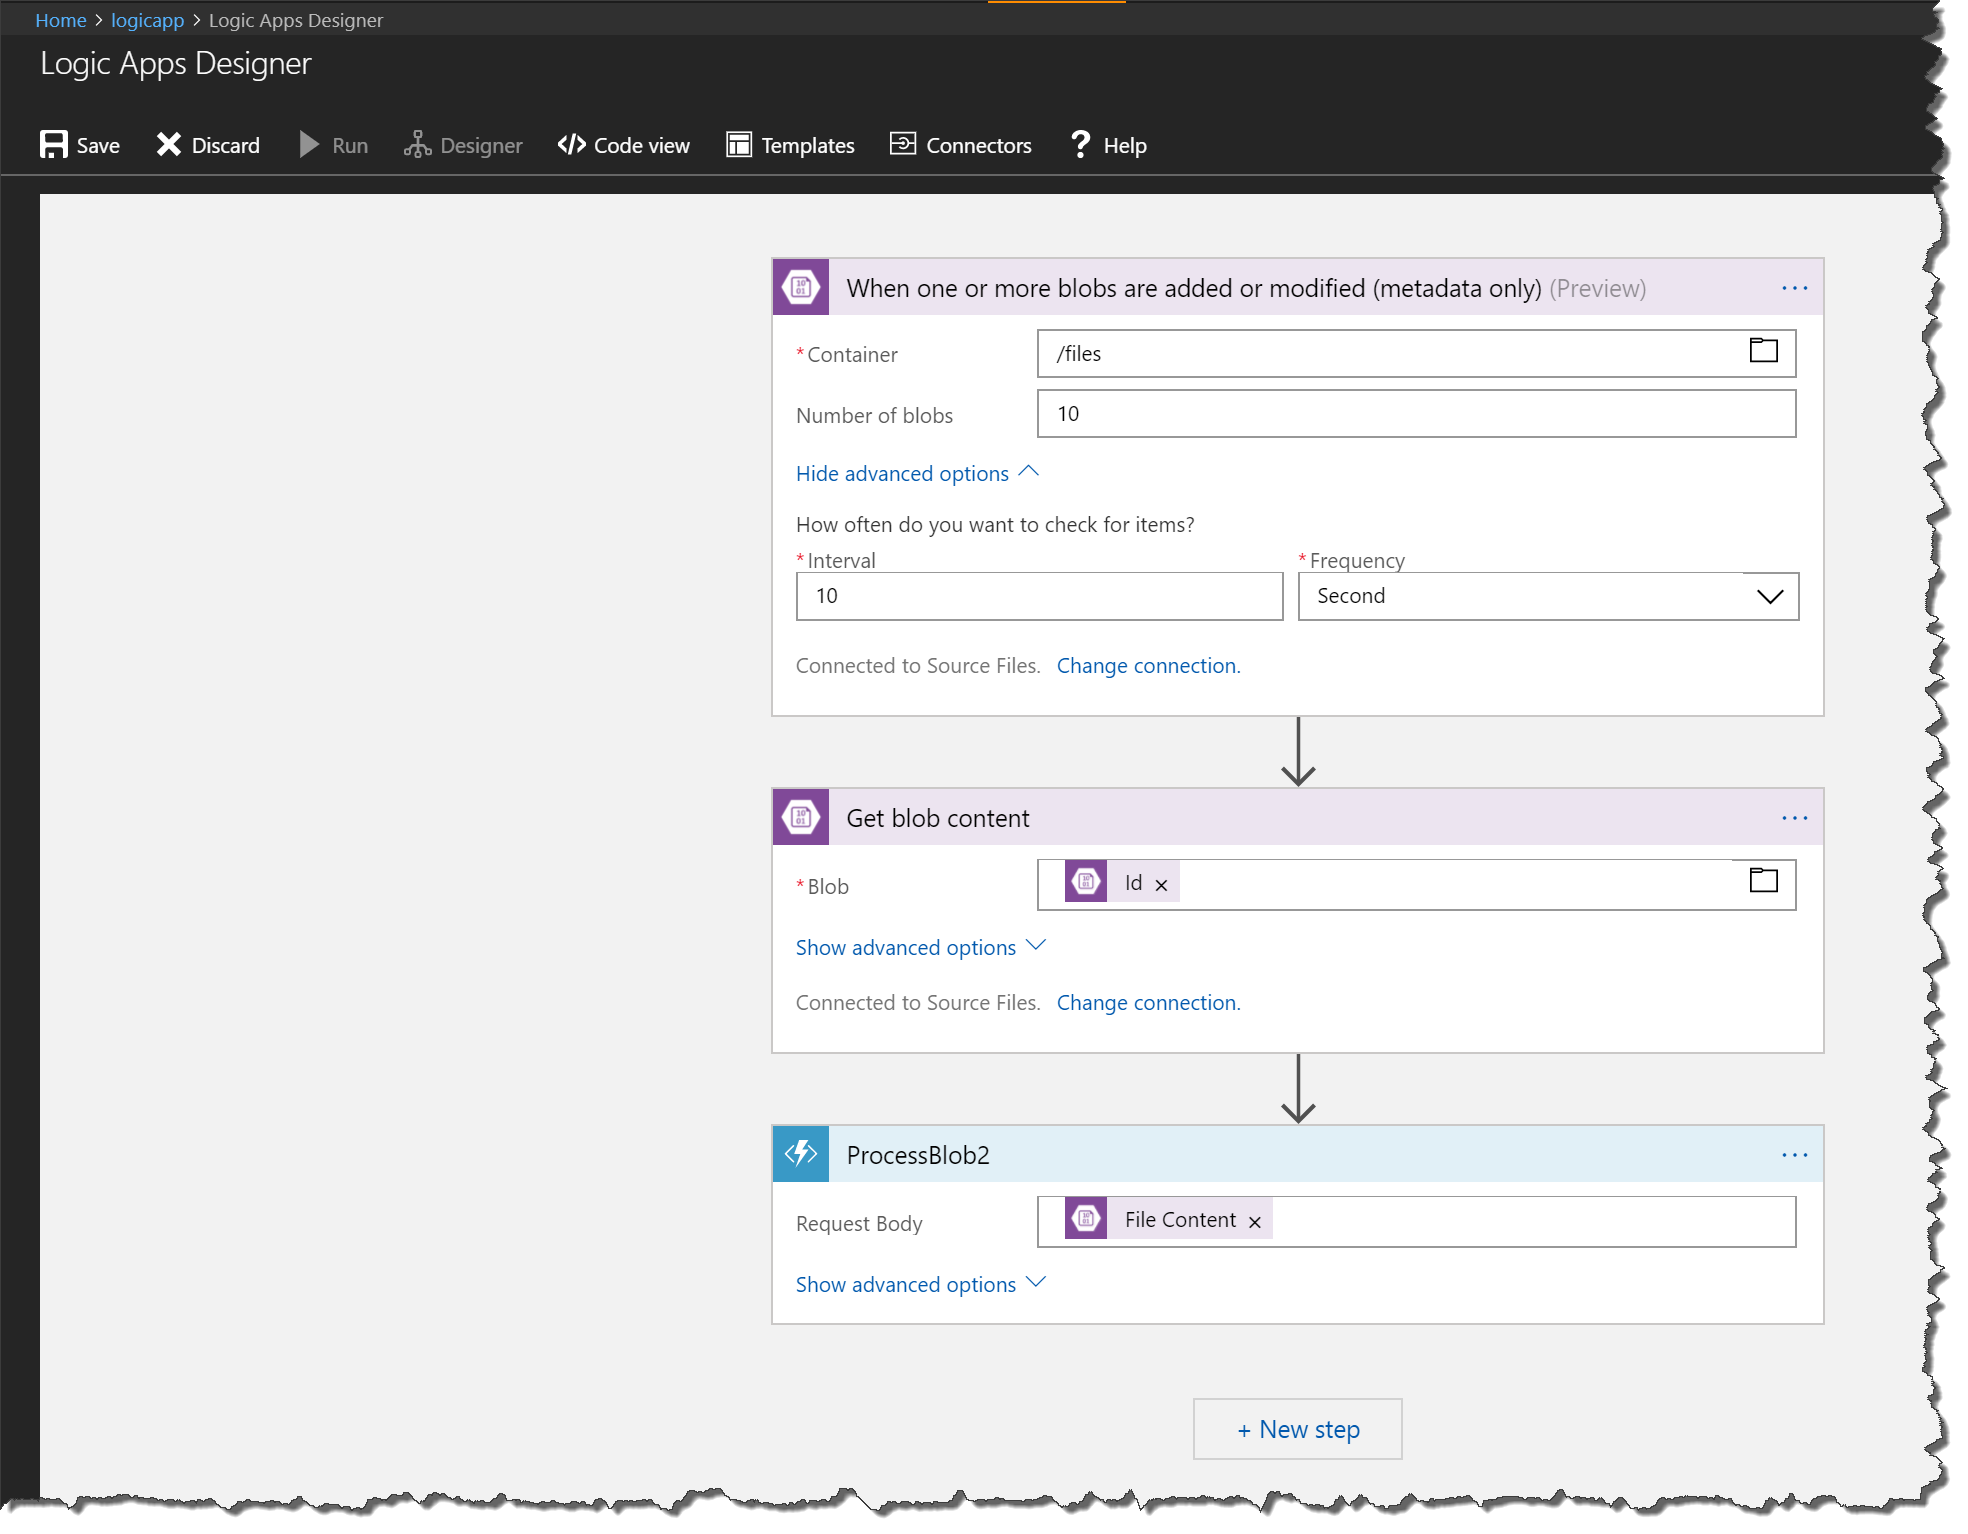 Home > logicapp > Logic Apps Designer
Logic Apps Designer
Save Discard Run Designer </> Code view Templates Connectors ? Help
When one or more blobs are added or modified (metadata only) (Preview) ...
* Container /files
Number of blobs 10
Hide advanced options
How often do you want to check for items?
* Interval * Frequency
10 Second
Connected to Source Files. Change connection.
Get blob content ...
* Blob Id ×
Show advanced options
Connected to Source Files. Change connection.
ProcessBlob2 ...
Request Body File Content ×
Show advanced options
+ New step